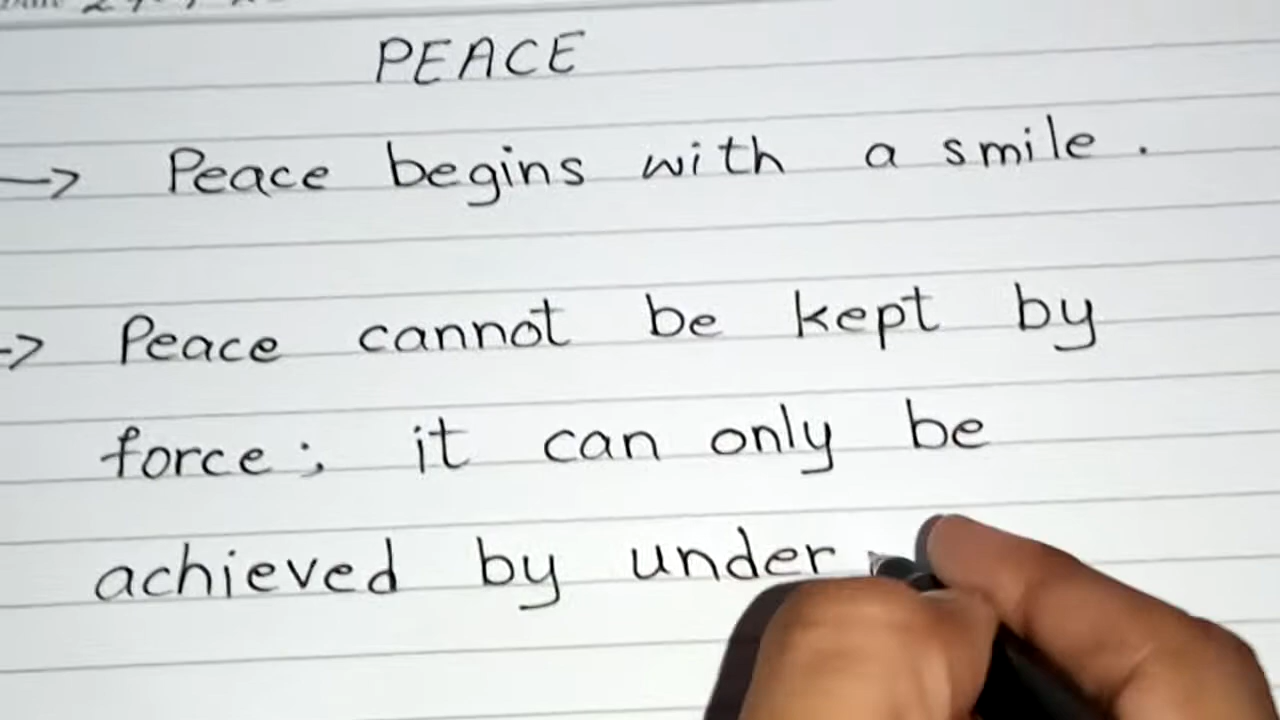 PEACE
→ Peace begins with a smile.
→ Peace cannot be kept by
force; it can only be
achieved by under